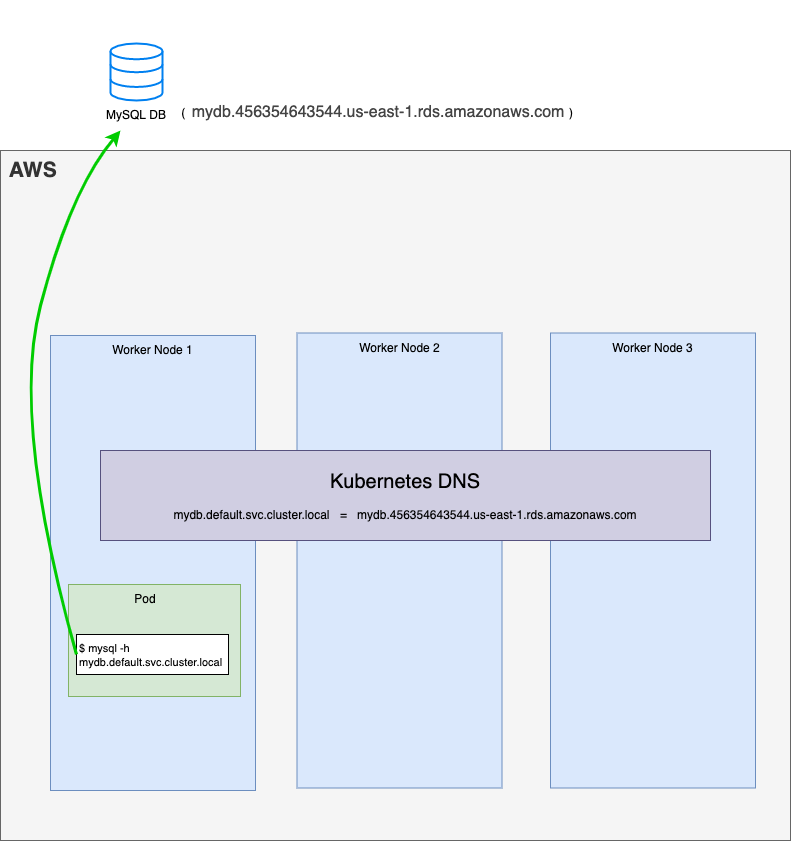 MySQL DB ( mydb.456354643544.us-east-1.rds.amazonaws.com )
AWS
Worker Node 1
Worker Node 2
Worker Node 3
Kubernetes DNS
mydb.default.svc.cluster.local = mydb.456354643544.us-east-1.rds.amazonaws.com
Pod
$ mysql -h
mydb.default.svc.cluster.local